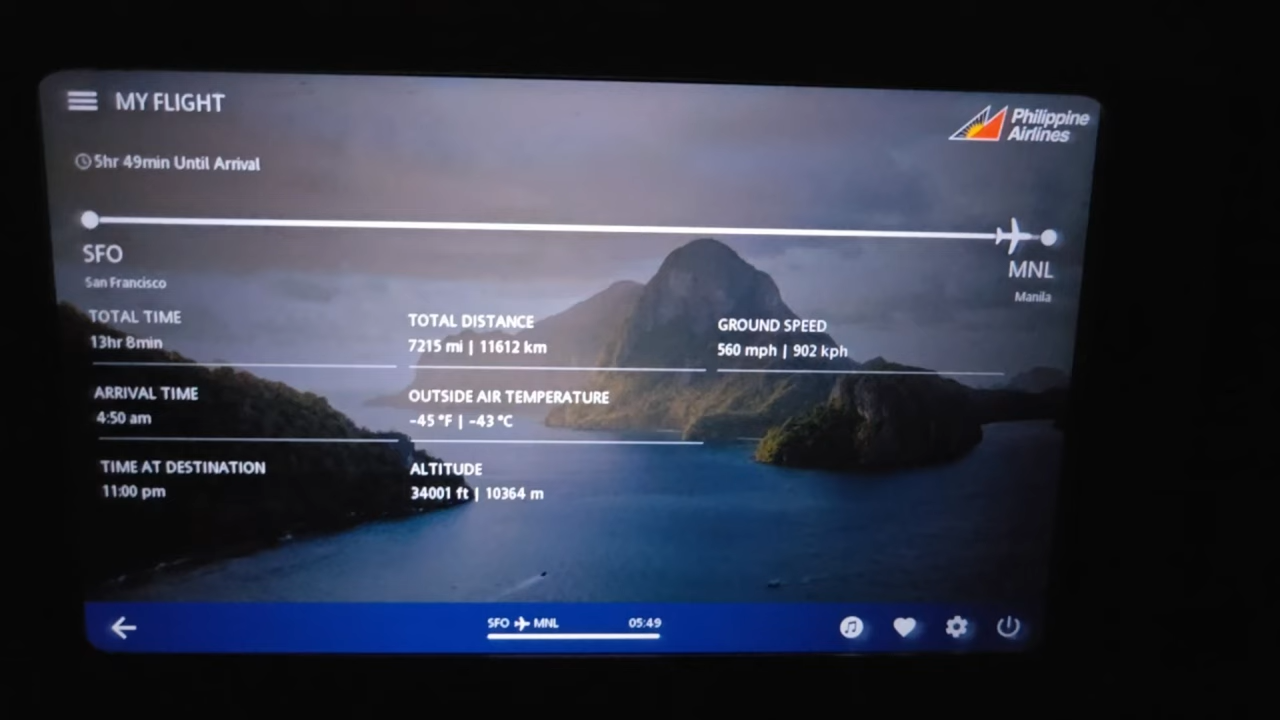 MY FLIGHT
Philippine
Airlines
5hr 49min Until Arrival
SFO
San Francisco
MNL
Manila
TOTAL TIME
13hr 8min
TOTAL DISTANCE
7215 mi | 11612 km
GROUND SPEED
560 mph | 902 kph
ARRIVAL TIME
4:50 am
OUTSIDE AIR TEMPERATURE
-45 °F | -43 °C
TIME AT DESTINATION
11:00 pm
ALTITUDE
34001 ft | 10364 m
SFO MNL 05:49